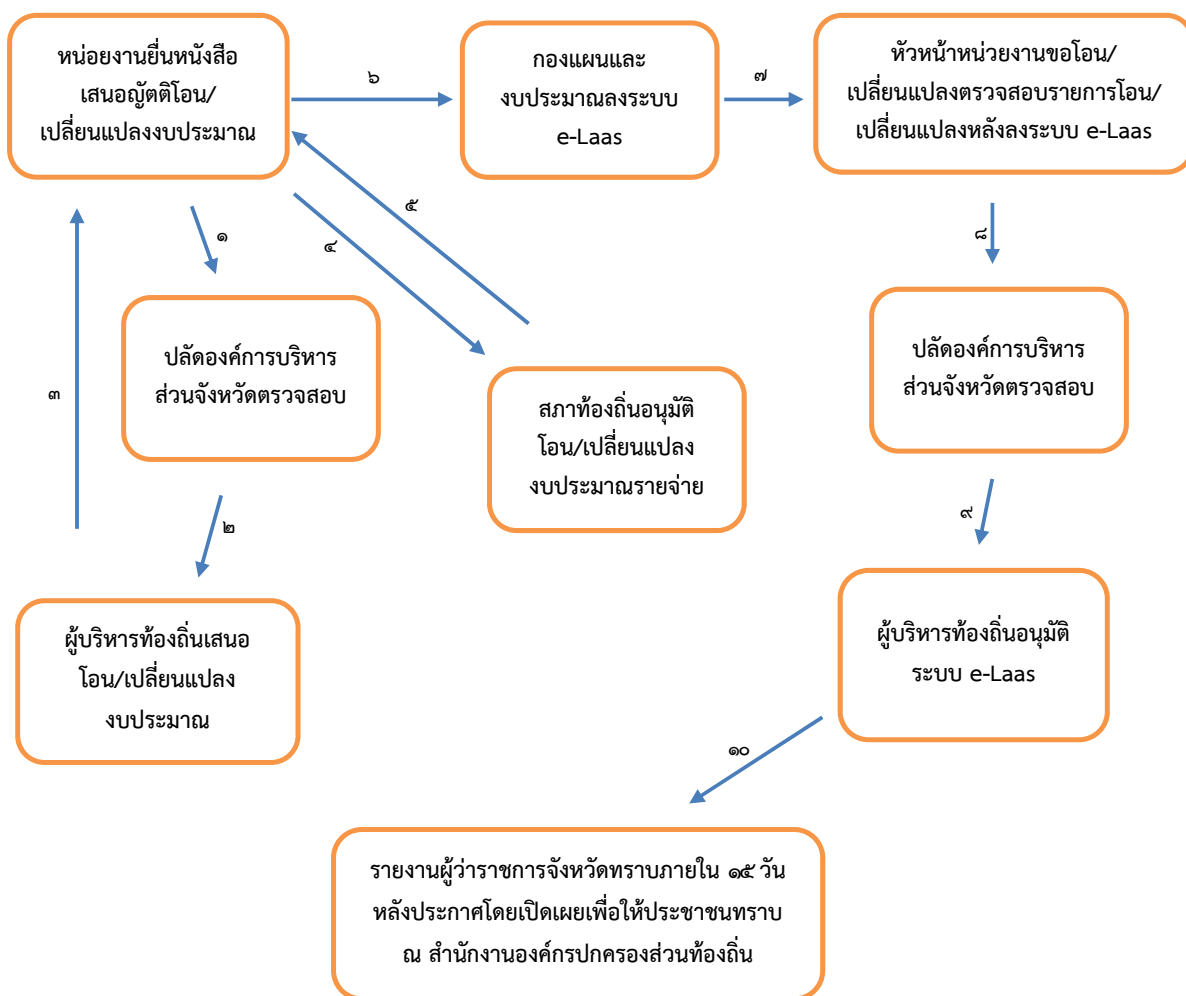 หน่อยงานยื่นหนังสือ
เสนอญัตติโอน/
เปลี่ยนแปลงงบประมาณ
๖
กองแผนและ
งบประมาณลงระบบ
e-Laas
๗
หัวหน้าหน่วยงานขอโอน/
เปลี่ยนแปลงตรวจสอบรายการโอน/
เปลี่ยนแปลงหลังลงระบบ e-Laas
๑
๔
๕
๘
ปลัดองค์การบริหาร
ส่วนจังหวัดตรวจสอบ
๓
สภาท้องถิ่นอนุมัติ
โอน/เปลี่ยนแปลง
งบประมาณรายจ่าย
ปลัดองค์การบริหาร
ส่วนจังหวัดตรวจสอบ
๒
๙
ผู้บริหารท้องถิ่นเสนอ
โอน/เปลี่ยนแปลง
งบประมาณ
ผู้บริหารท้องถิ่นอนุมัติ
ระบบ e-Laas
๑๐
รายงานผู้ว่าราชการจังหวัดทราบภายใน ๑๕ วัน
หลังประกาศโดยเปิดเผยเพื่อให้ประชาชนทราบ
ณ สำนักงานองค์กรปกครองส่วนท้องถิ่น